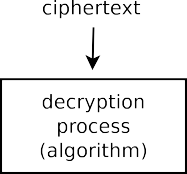 ciphertext
decryption
process
(algorithm)